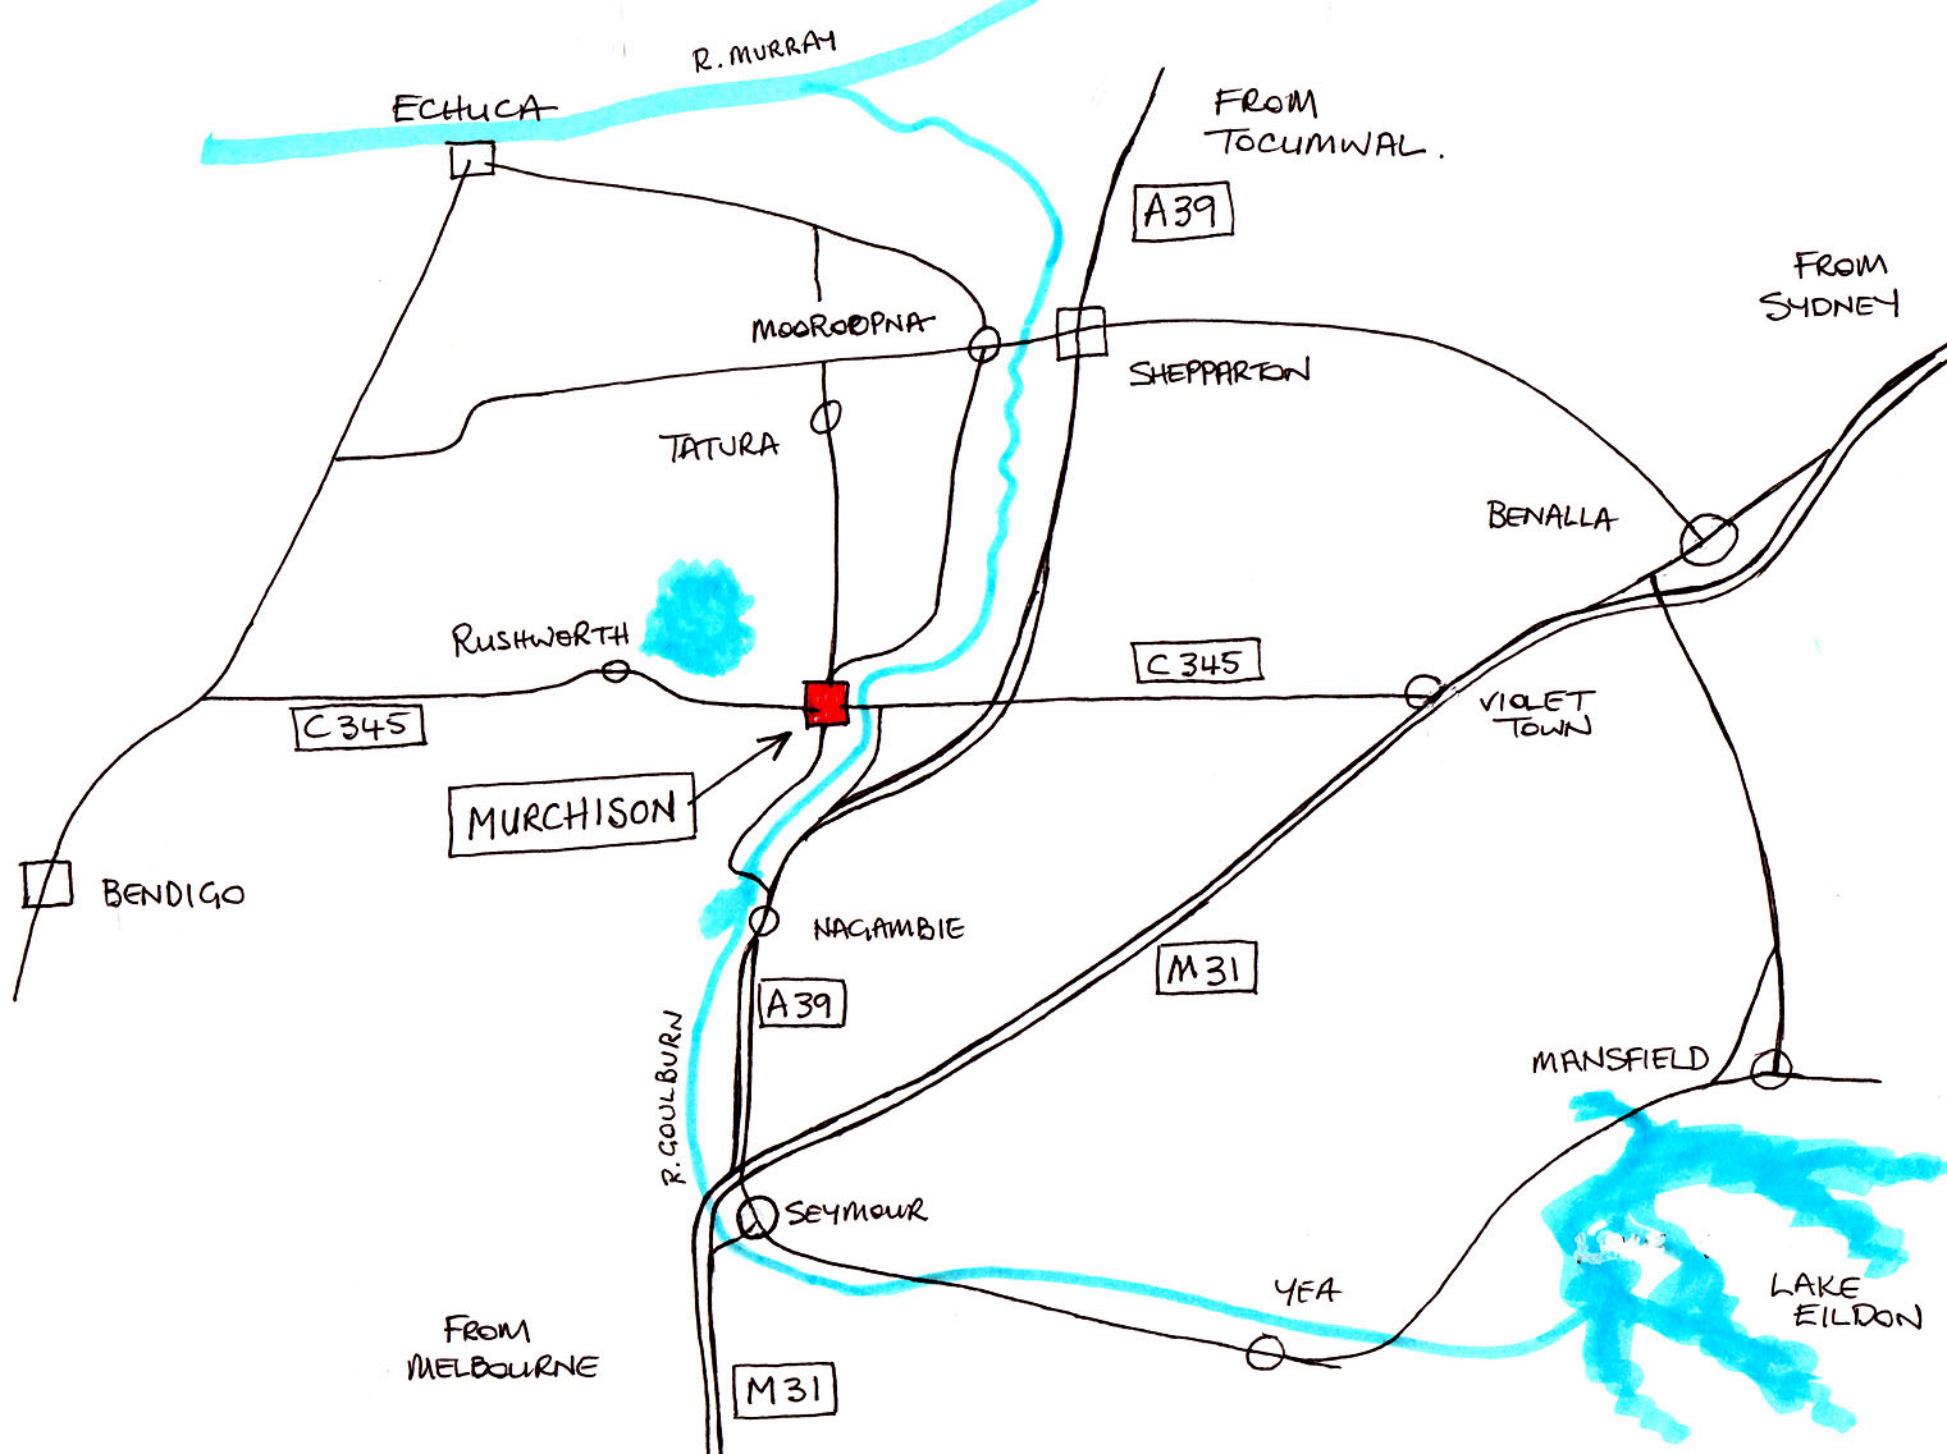 R. MURRAY
ECHUCA
FROM
TOCUMWAL.
A39
FROM
SYDNEY
MOOROOPNA
SHEPPARTON
TATURA
BENALLA
RUSHWORTH
C345
C345
VIOLET
TOWN
MURCHISON
BENDIGO
NAGAMBIE
M31
A39
R. GOULBURN
MANSFIELD
SEYMOUR
YEA
LAKE
EILDON
FROM
MELBOURNE
M31